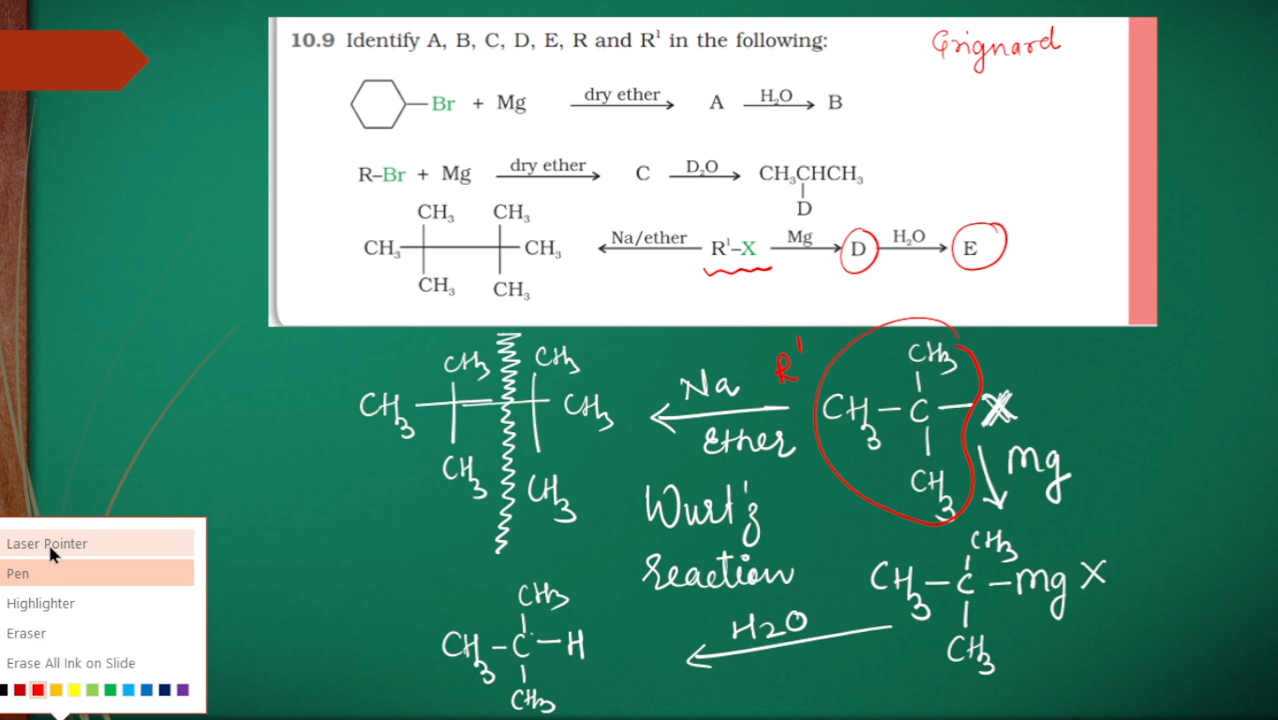 10.9 Identify A, B, C, D, E, R and R¹ in the following:
Grignard
Br + Mg dry ether A H₂O B
R–Br + Mg dry ether C D₂O CH₃CHCH₃
D
CH₃ CH₃
CH₃ CH₃ Na/ether R¹–X Mg D H₂O E
CH₃ CH₃
CH₃ CH₃ Na R' CH₃
CH₃ CH₃ Ether CH₃–C–X
CH₃ CH₃ CH₃
Mg
Wurt'z
reaction
CH₃
CH₃–C–Mg X
CH₃
H₂O
CH₃
CH₃–C–H
CH₃
Laser Pointer
Pen
Highlighter
Eraser
Erase All Ink on Slide